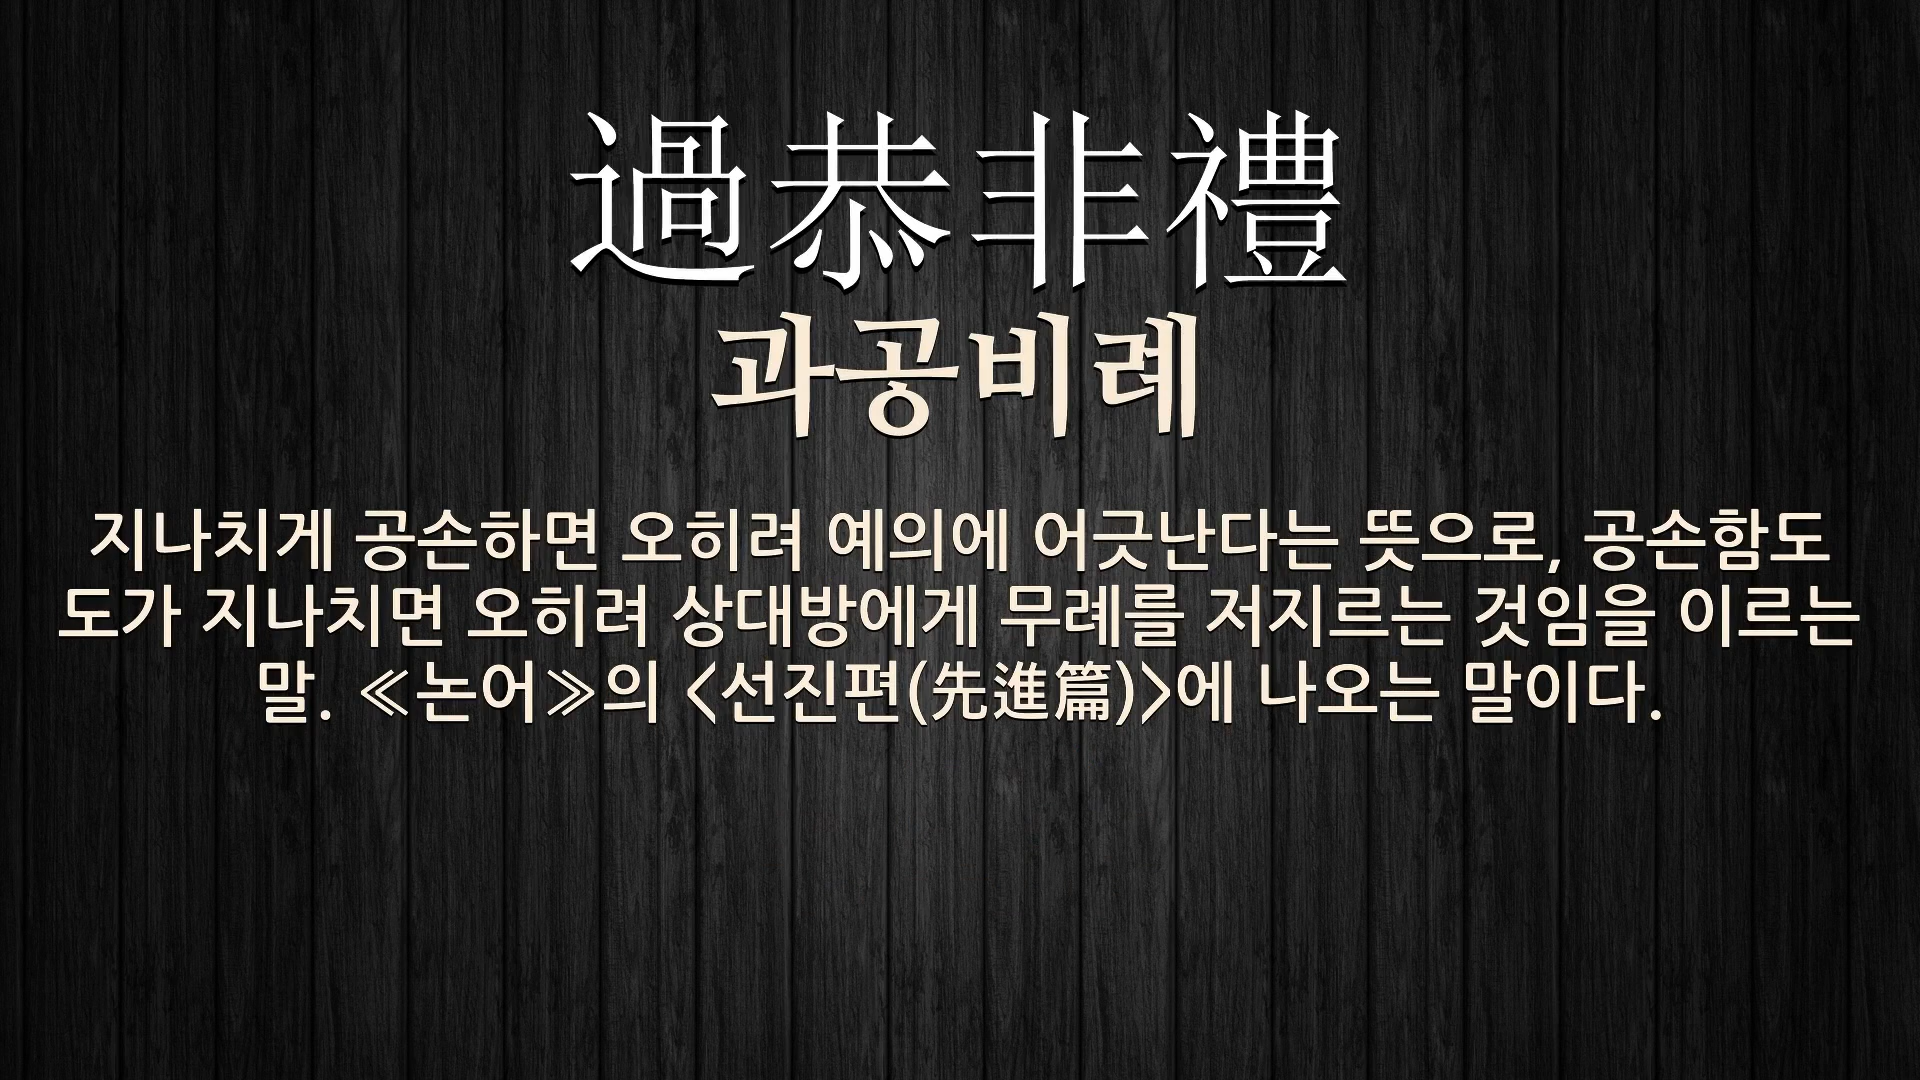 過恭非禮
과공비례
지나치게 공손하면 오히려 예의에 어긋난다는 뜻으로, 공손함도
도가 지나치면 오히려 상대방에게 무례를 저지르는 것임을 이르는
말. ≪논어≫의 〈선진편(先進篇)〉에 나오는 말이다.